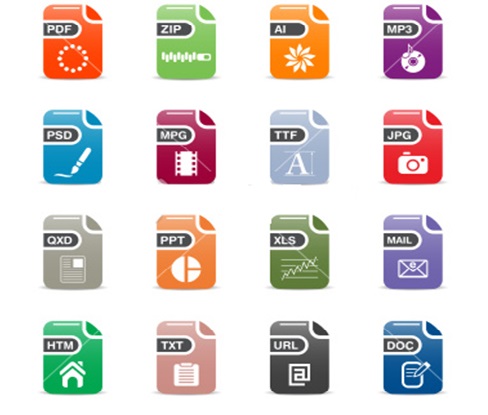 PDF ZIP AI MP3
PSD MPG TTF JPG
A
QXD PPT XLS MAIL
e
HTM TXT URL DOC
@